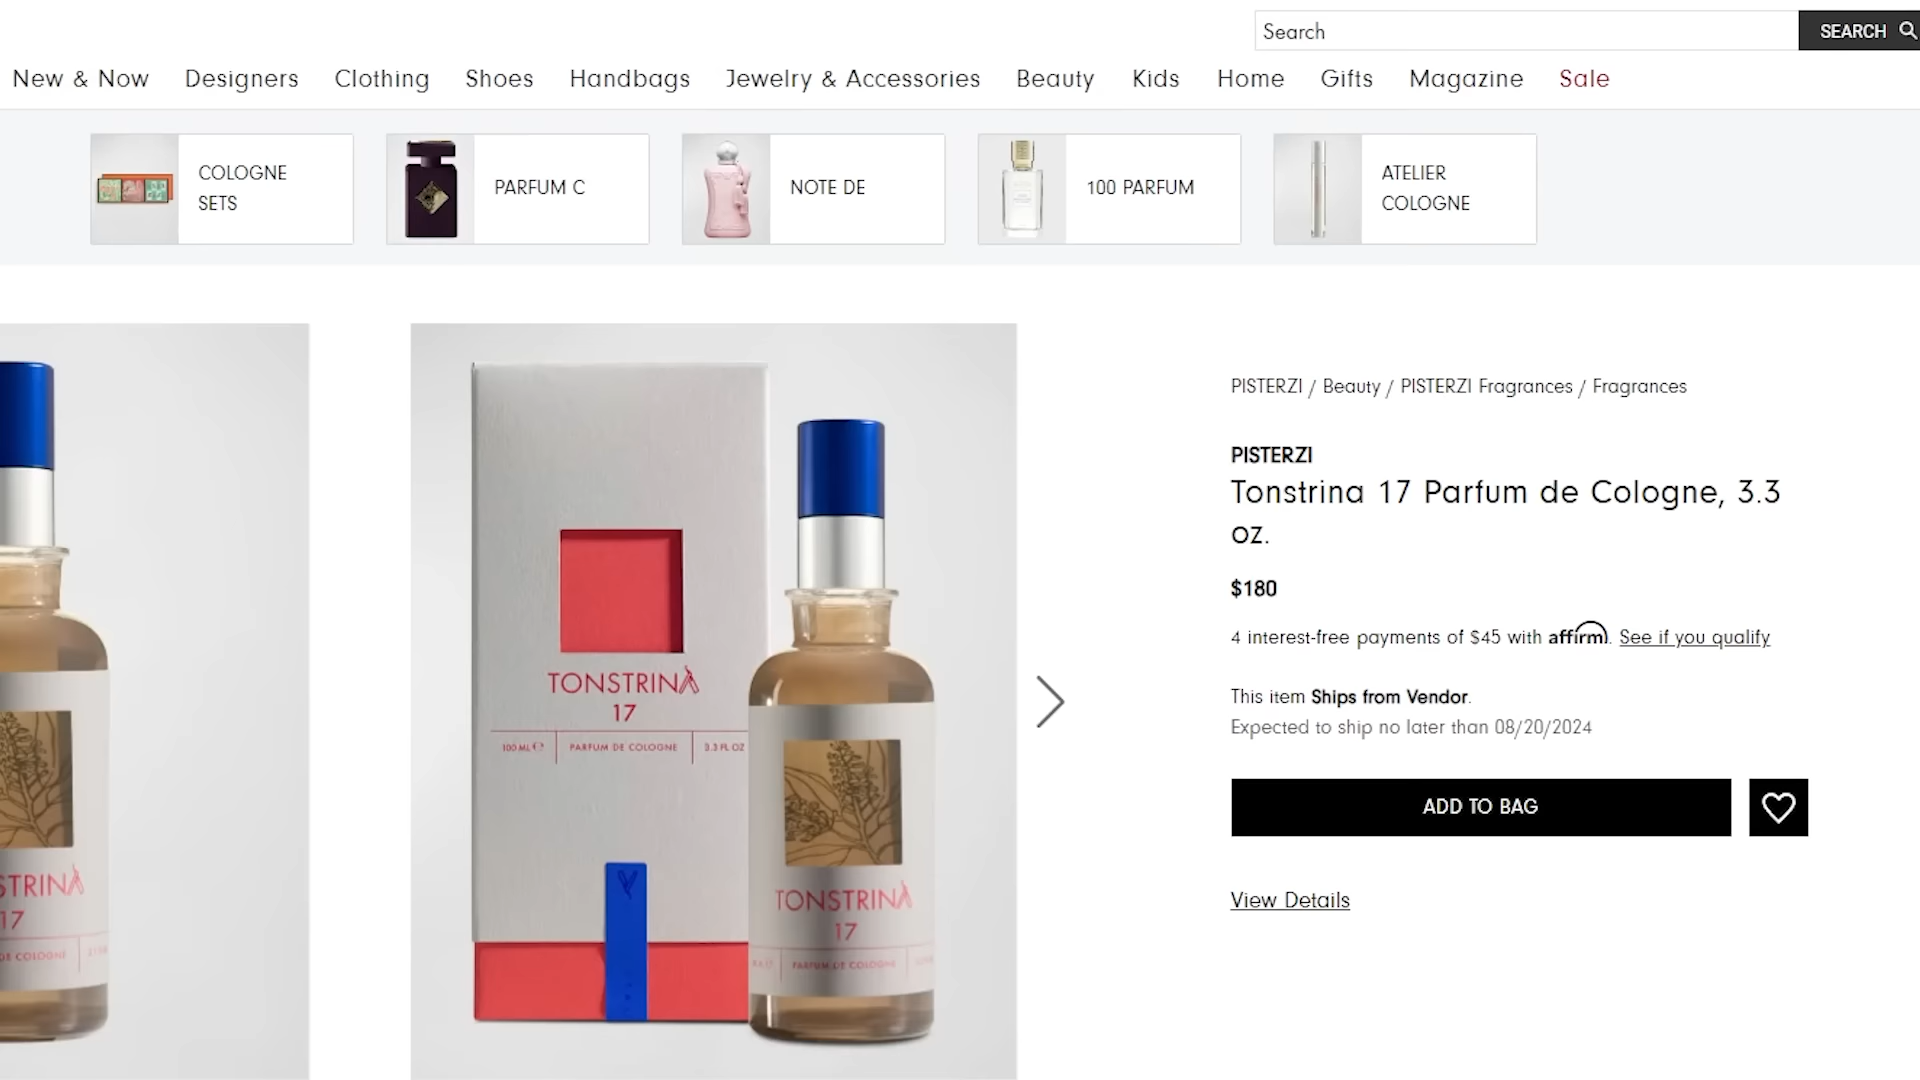 Search
SEARCH
New & Now Designers Clothing Shoes Handbags Jewelry & Accessories Beauty Kids Home Gifts Magazine Sale
COLOGNE
SETS
PARFUM C
NOTE DE
100 PARFUM
ATELIER
COLOGNE
PISTERZI / Beauty / PISTERZI Fragrances / Fragrances
PISTERZI
Tonstrina 17 Parfum de Cologne, 3.3
oz.
$180
4 interest-free payments of $45 with affirm. See if you qualify
This item Ships from Vendor.
Expected to ship no later than 08/20/2024
ADD TO BAG
View Details
TONSTRINA
17
100 ML ℮ PARFUM DE COLOGNE 3.3 FL OZ
TONSTRINA
17
PARFUM DE COLOGNE
STRINA
17
DE COLOGNE